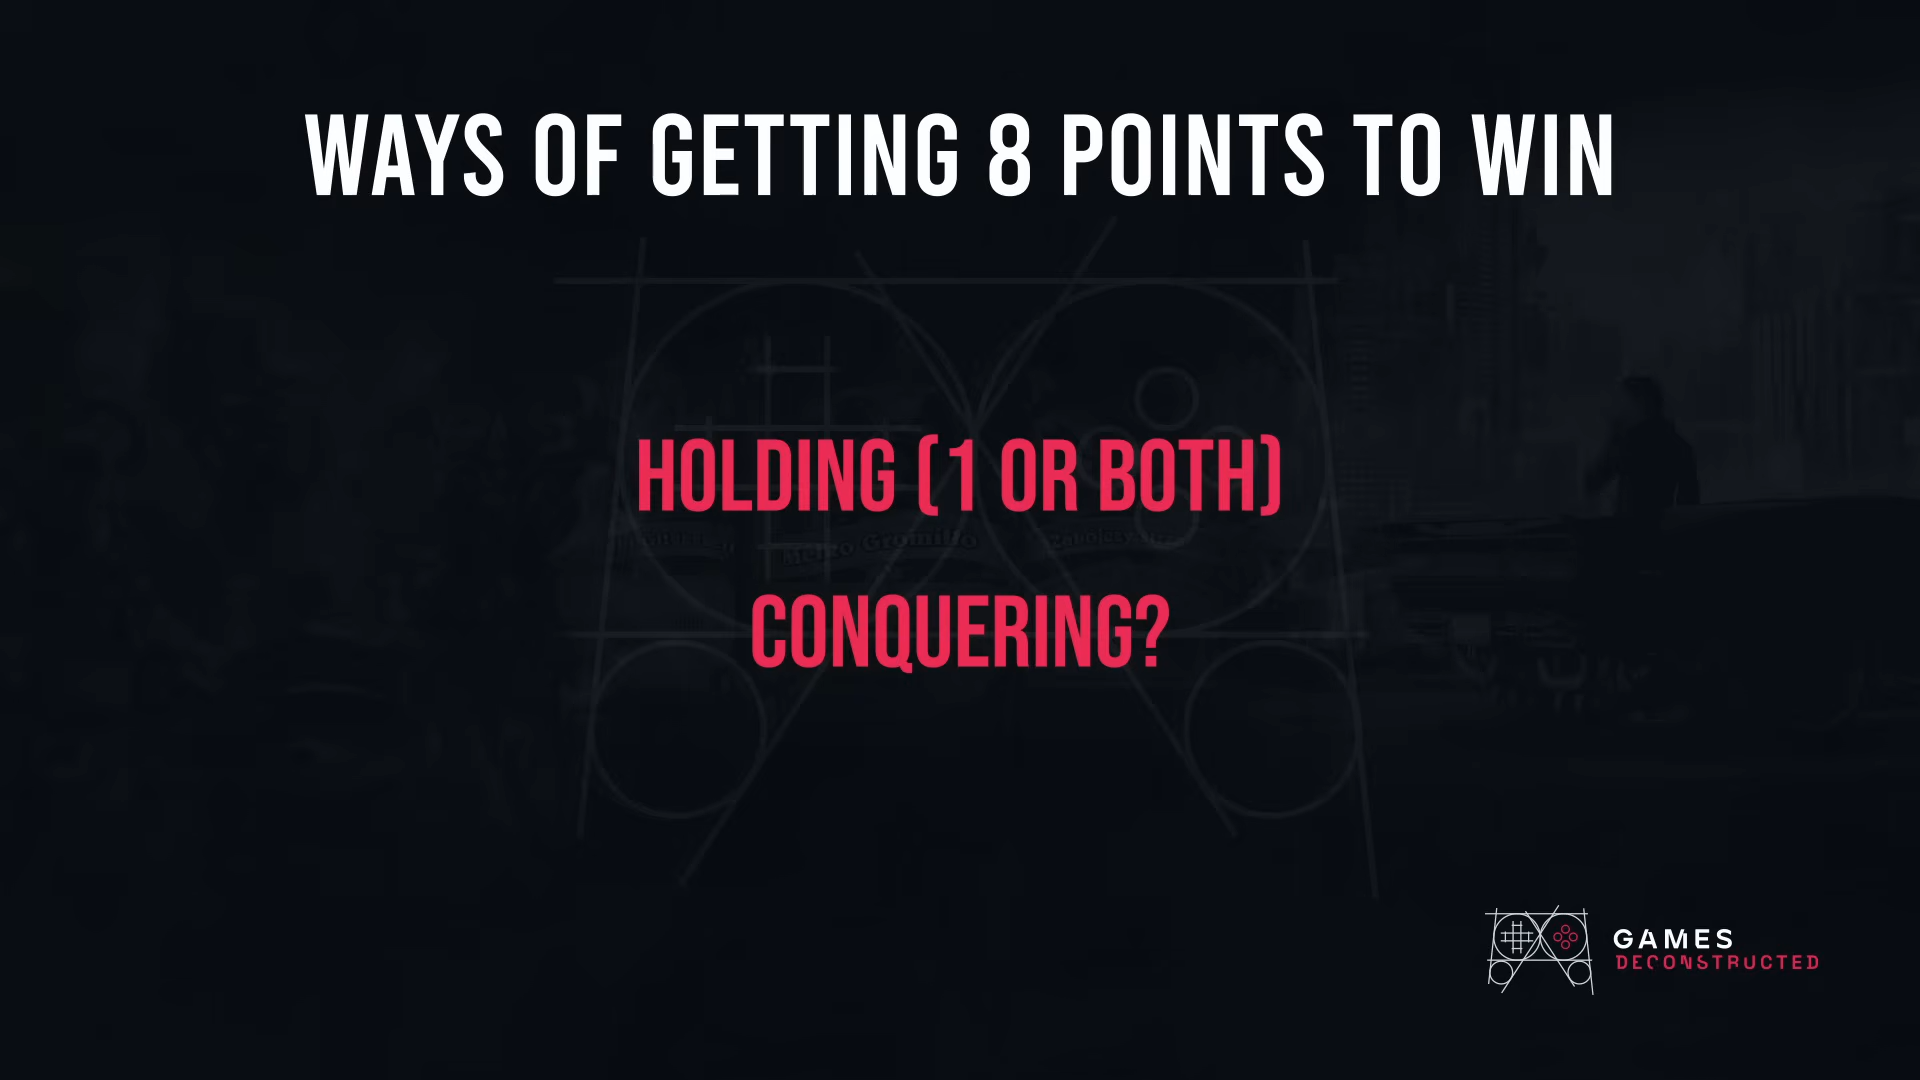 WAYS OF GETTING 8 POINTS TO WIN
HOLDING (1 OR BOTH)
CONQUERING?
GAMES
DECONSTRUCTED